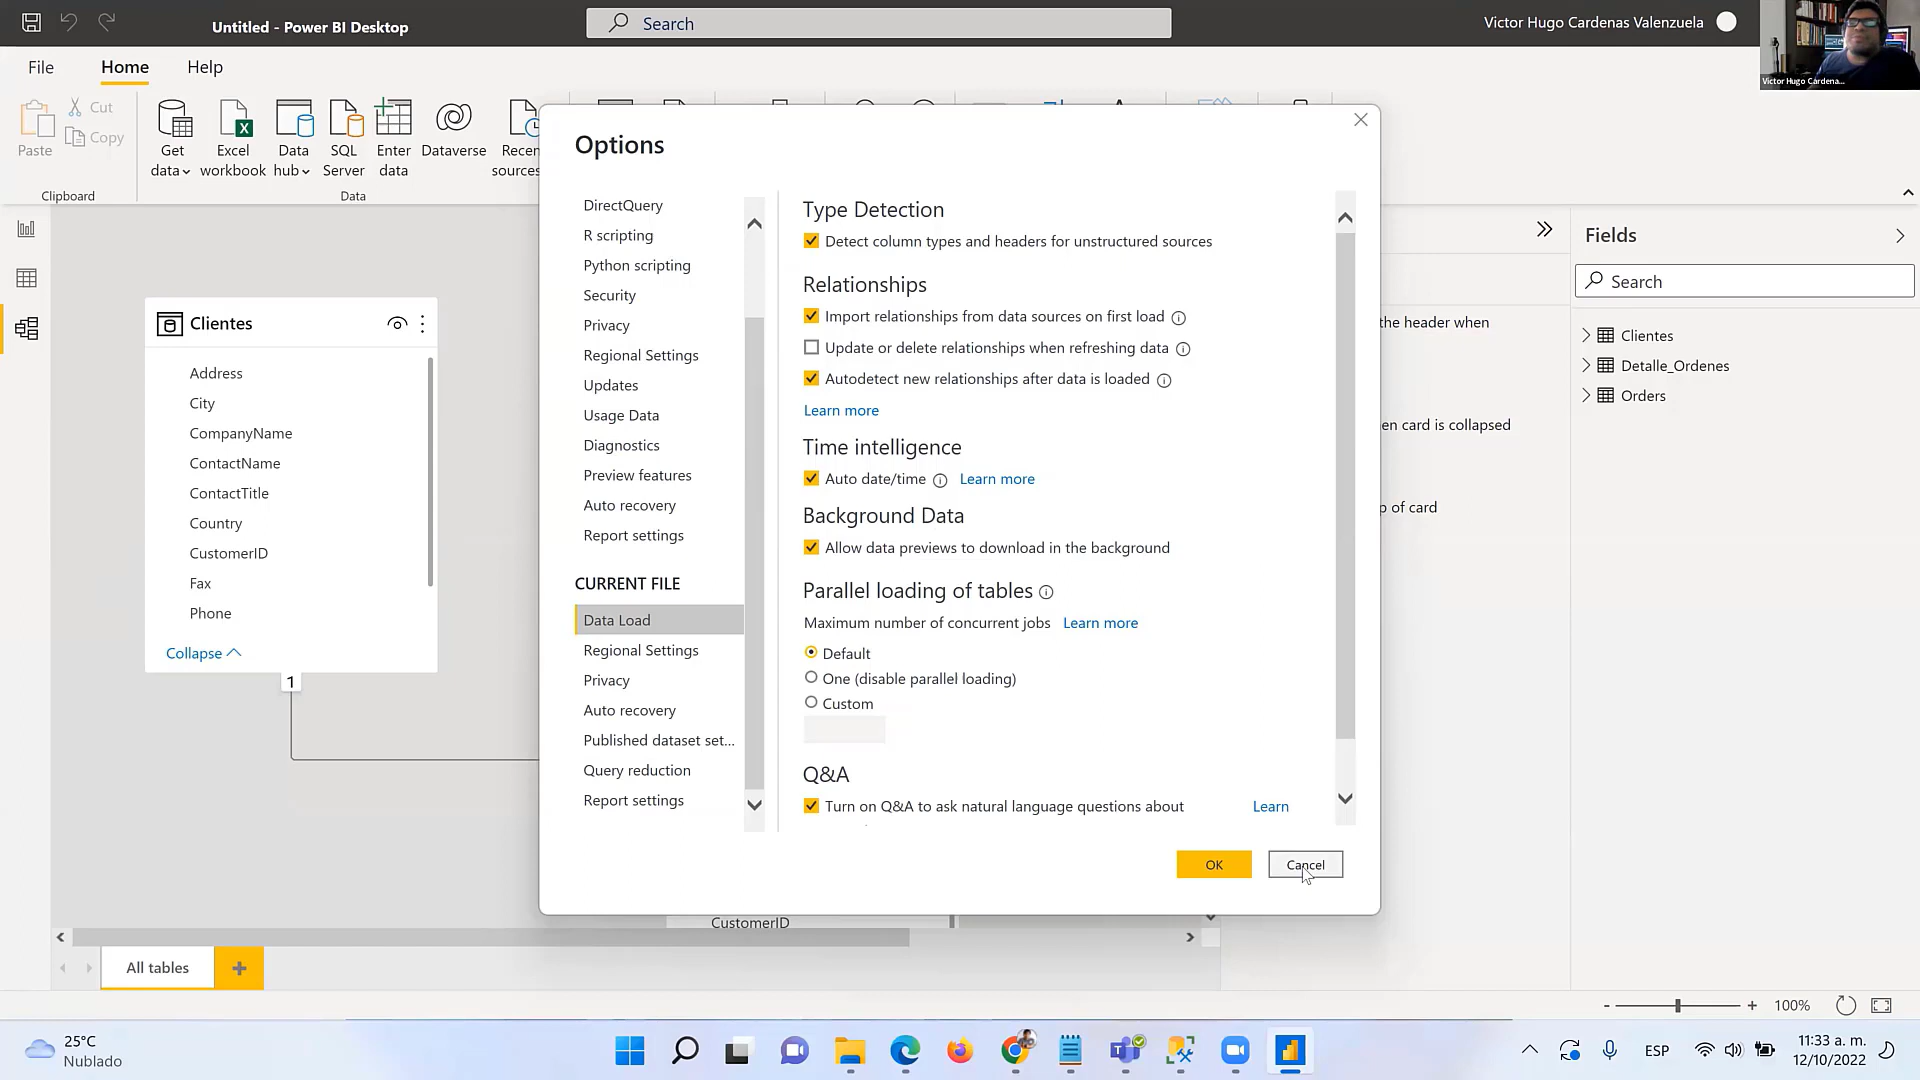 Untitled - Power BI Desktop
Search
Victor Hugo Cardenas Valenzuela
Victor Hugo Cardena...
File
Home
Help
Paste
Cut
Copy
Clipboard
Get data
Excel workbook
Data hub
SQL Server
Enter data
Dataverse
Recen
sources
Data
Clientes
Address
City
CompanyName
ContactName
ContactTitle
Country
CustomerID
Fax
Phone
Collapse
1
Options
DirectQuery
R scripting
Python scripting
Security
Privacy
Regional Settings
Updates
Usage Data
Diagnostics
Preview features
Auto recovery
Report settings
CURRENT FILE
Data Load
Regional Settings
Privacy
Auto recovery
Published dataset set...
Query reduction
Report settings
Type Detection
Detect column types and headers for unstructured sources
Relationships
Import relationships from data sources on first load
Update or delete relationships when refreshing data
Autodetect new relationships after data is loaded
Learn more
Time intelligence
Auto date/time Learn more
Background Data
Allow data previews to download in the background
Parallel loading of tables
Maximum number of concurrent jobs Learn more
Default
One (disable parallel loading)
Custom
Q&A
Turn on Q&A to ask natural language questions about Learn
OK
Cancel
CustomerID
the header when
en card is collapsed
p of card
Fields
Search
Clientes
Detalle_Ordenes
Orders
All tables
- + 100%
25°C
Nublado
ESP
11:33 a. m.
12/10/2022